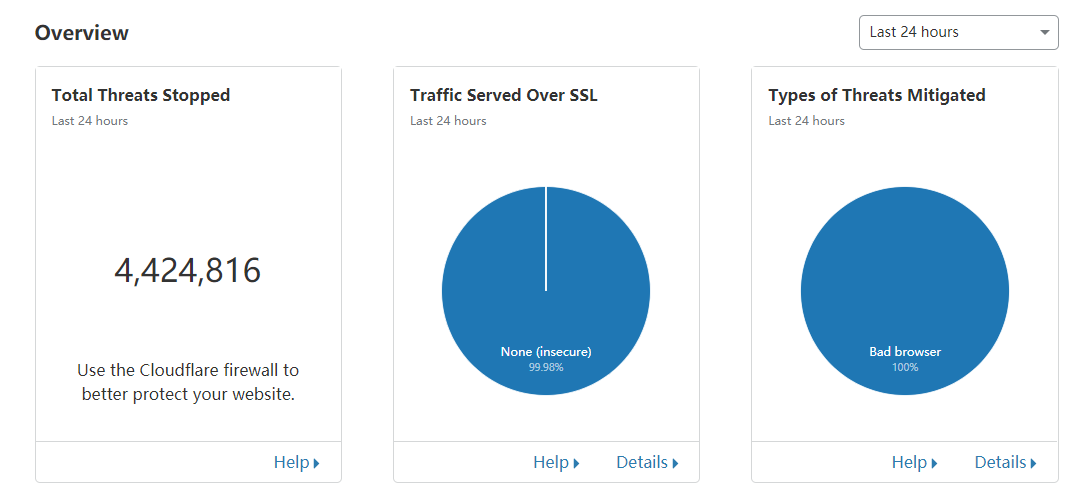 Overview
Last 24 hours
Total Threats Stopped
Last 24 hours
4,424,816
Use the Cloudflare firewall to
better protect your website.
Help
Traffic Served Over SSL
Last 24 hours
None (insecure)
99.98%
Help
Details
Types of Threats Mitigated
Last 24 hours
Bad browser
100%
Help
Details